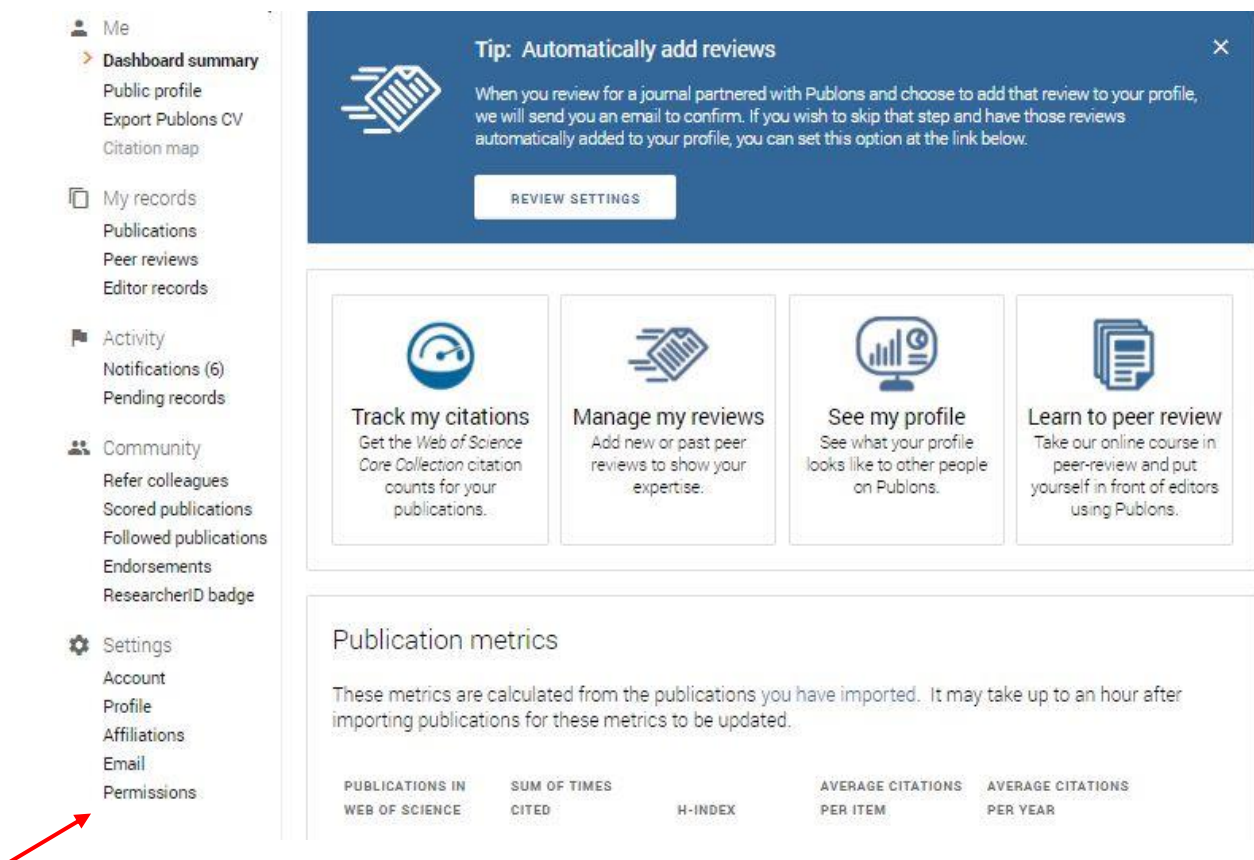 Me
Dashboard summary
Public profile
Export Publons CV
Citation map
My records
Publications
Peer reviews
Editor records
Activity
Notifications (6)
Pending records
Community
Refer colleagues
Scored publications
Followed publications
Endorsements
ResearcherID badge
Settings
Account
Profile
Affiliations
Email
Permissions
Tip: Automatically add reviews
When you review for a journal partnered with Publons and choose to add that review to your profile,
we will send you an email to confirm. If you wish to skip that step and have those reviews
automatically added to your profile, you can set this option at the link below.
REVIEW SETTINGS
Track my citations
Get the Web of Science
Core Collection citation
counts for your
publications.
Manage my reviews
Add new or past peer
reviews to show your
expertise.
See my profile
See what your profile
looks like to other people
on Publons.
Learn to peer review
Take our online course in
peer-review and put
yourself in front of editors
using Publons.
Publication metrics
These metrics are calculated from the publications you have imported. It may take up to an hour after
importing publications for these metrics to be updated.
PUBLICATIONS IN
WEB OF SCIENCE
SUM OF TIMES
CITED
H-INDEX
AVERAGE CITATIONS
PER ITEM
AVERAGE CITATIONS
PER YEAR